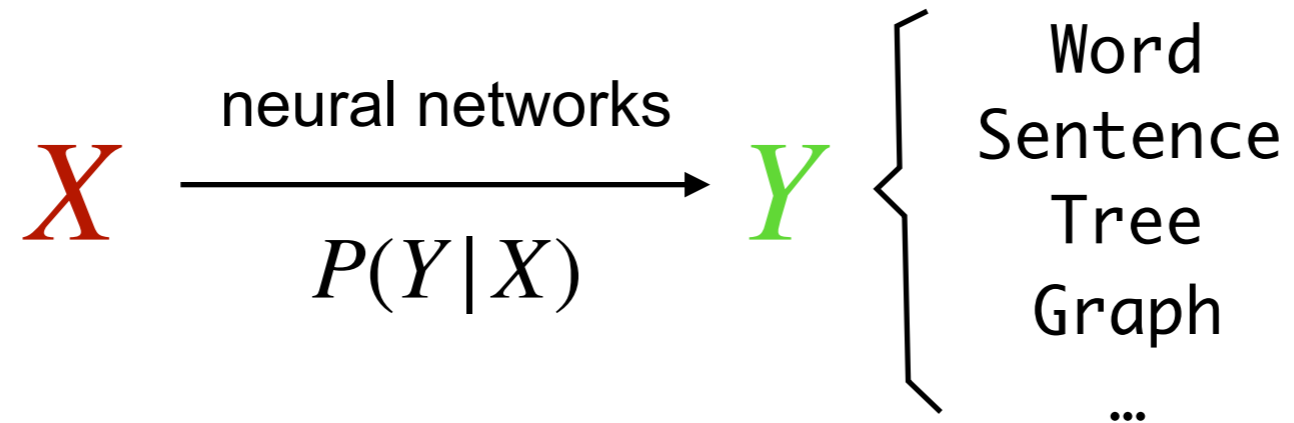 neural networks
X
Y
P(Y|X)
Word
Sentence
Tree
Graph
…